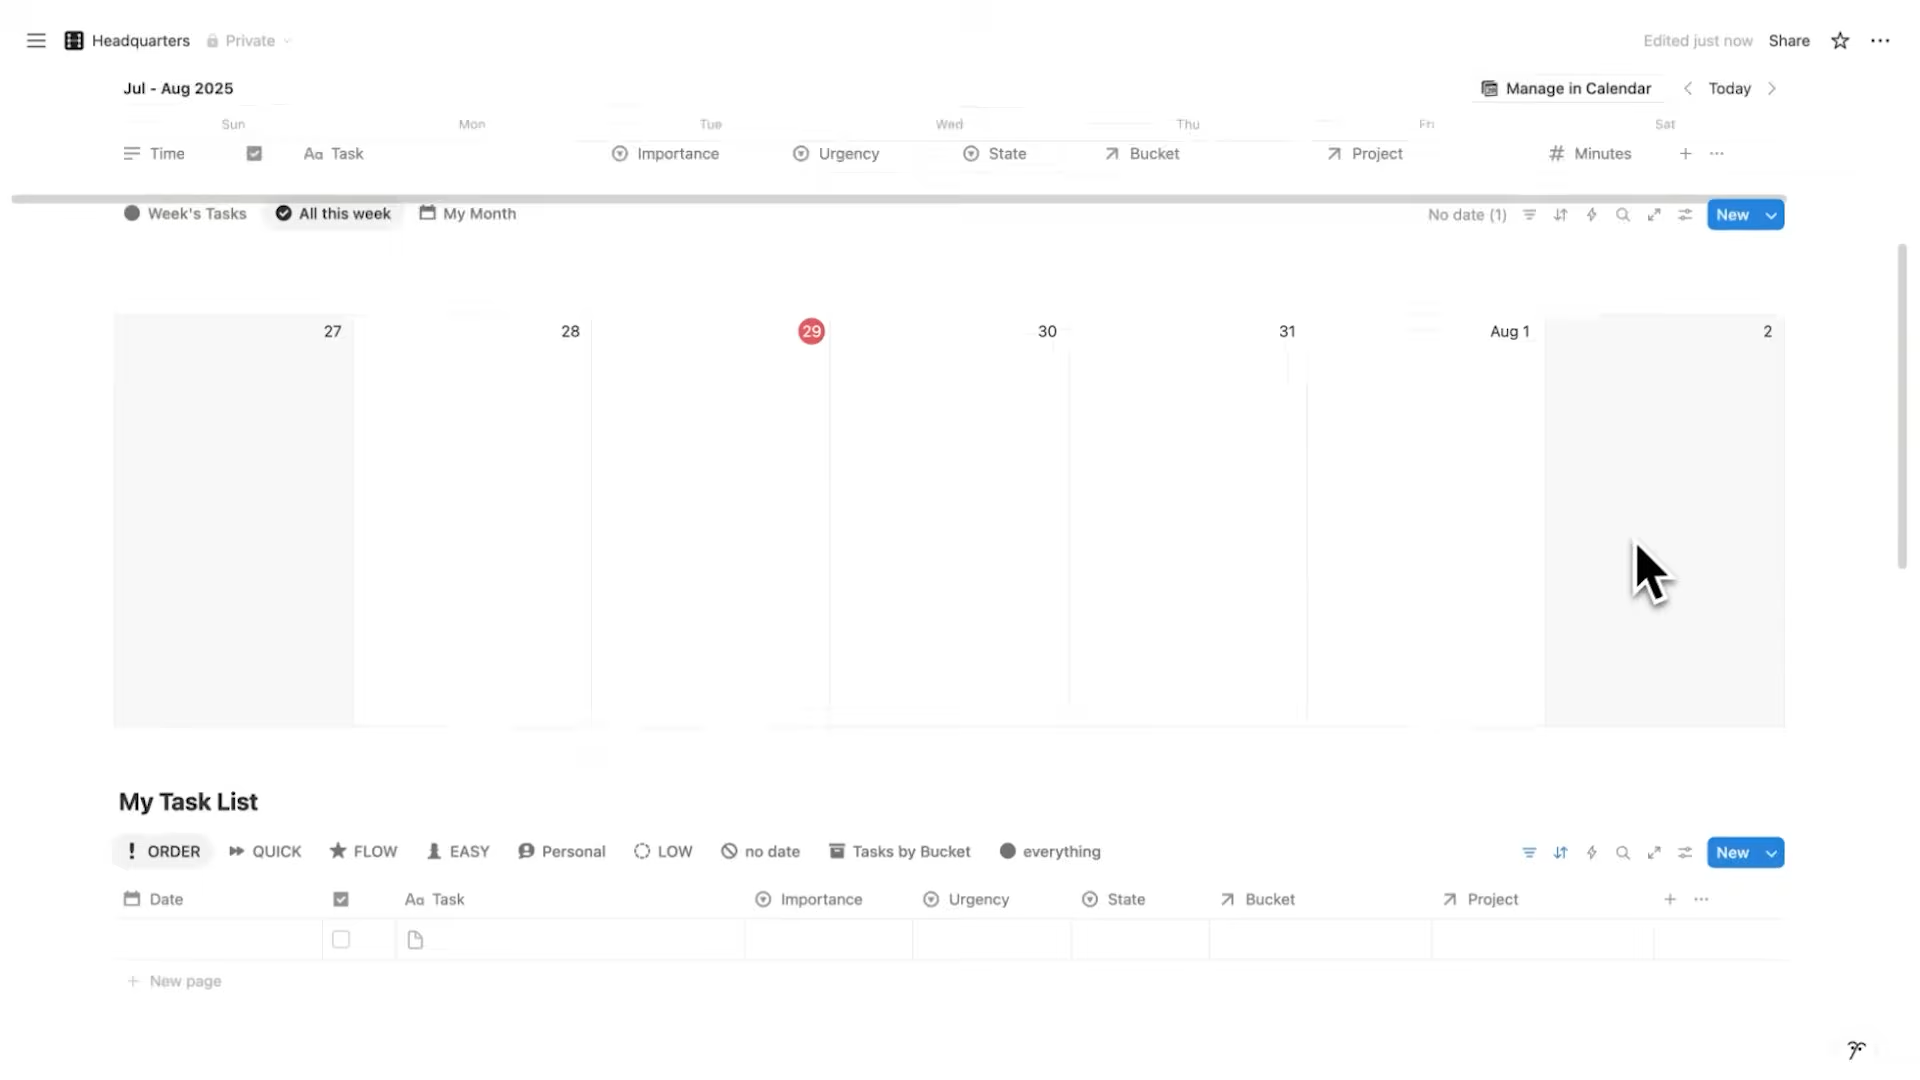 Headquarters Private Edited just now Share
Jul - Aug 2025 Manage in Calendar Today
Sun Mon Tue Wed Thu Fri Sat
Time Aa Task Importance Urgency State Bucket Project # Minutes
Week's Tasks All this week My Month No date (1) New
27 28 29 30 31 Aug 1 2
My Task List
! ORDER QUICK FLOW EASY Personal LOW no date Tasks by Bucket everything New
Date Aa Task Importance Urgency State Bucket Project
+ New page